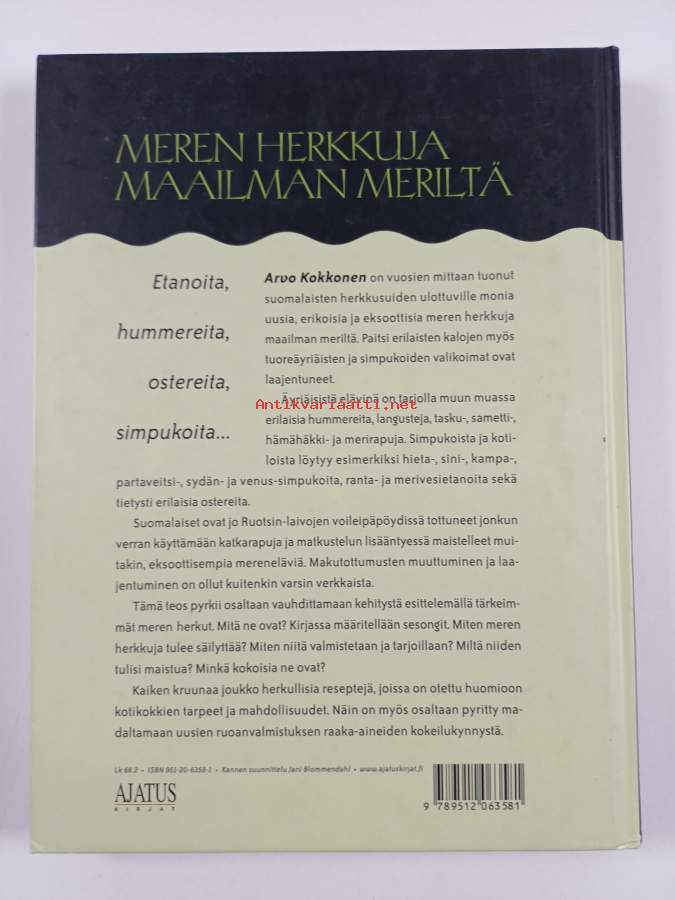 MEREN HERKKUJA
MAAILMAN MERILTÄ
Etanoita,
hummereita,
ostereita,
simpukoita...
Arvo Kokkonen on vuosien mittaan tuonut
suomalaisten herkkusuiden ulottuville monia
uusia, erikoisia ja eksoottisia meren herkkuja
maailman meriltä. Paitsi erilaisten kalojen myös
tuoreäyriäisten ja simpukoiden valikoimat ovat
laajentuneet.
Äyriäisistä elävinä on tarjolla muun muassa
erilaisia hummereita, langusteja, tasku-, sametti-,
hämähäkki- ja merirapuja. Simpukoista ja koti-
loista löytyy esimerkiksi hieta-, sini-, kampa-,
partaveitsi-, sydän- ja venus-simpukoita, ranta- ja merivesietanoita sekä
tietysti erilaisia ostereita.
Suomalaiset ovat jo Ruotsin-laivojen voileipäpöydissä tottuneet jonkun
verran käyttämään katkarapuja ja matkustelun lisääntyessä maistelleet mui-
takin, eksoottisempia mereneläviä. Makutottumusten muuttuminen ja laa-
jentuminen on ollut kuitenkin varsin verkkaista.
Tämä teos pyrkii osaltaan vauhdittamaan kehitystä esittelemällä tärkeim-
mät meren herkut. Mitä ne ovat? Kirjassa määritellään sesongit. Miten meren
herkkuja tulee säilyttää? Miten niitä valmistetaan ja tarjoillaan? Miltä niiden
tulisi maistua? Minkä kokoisia ne ovat?
Kaiken kruunaa joukko herkullisia reseptejä, joissa on otettu huomioon
kotikokkien tarpeet ja mahdollisuudet. Näin on myös osaltaan pyritty ma-
daltamaan uusien ruoanvalmistuksen raaka-aineiden kokeilukynnystä.
Lk 68.2 • ISBN 951-20-6358-1 • Kannen suunnittelu Jani Blommendahl • www.ajatuskirjat.fi
AJATUS
KIRJAT
9 789512 063581
Antikvariaatti.net